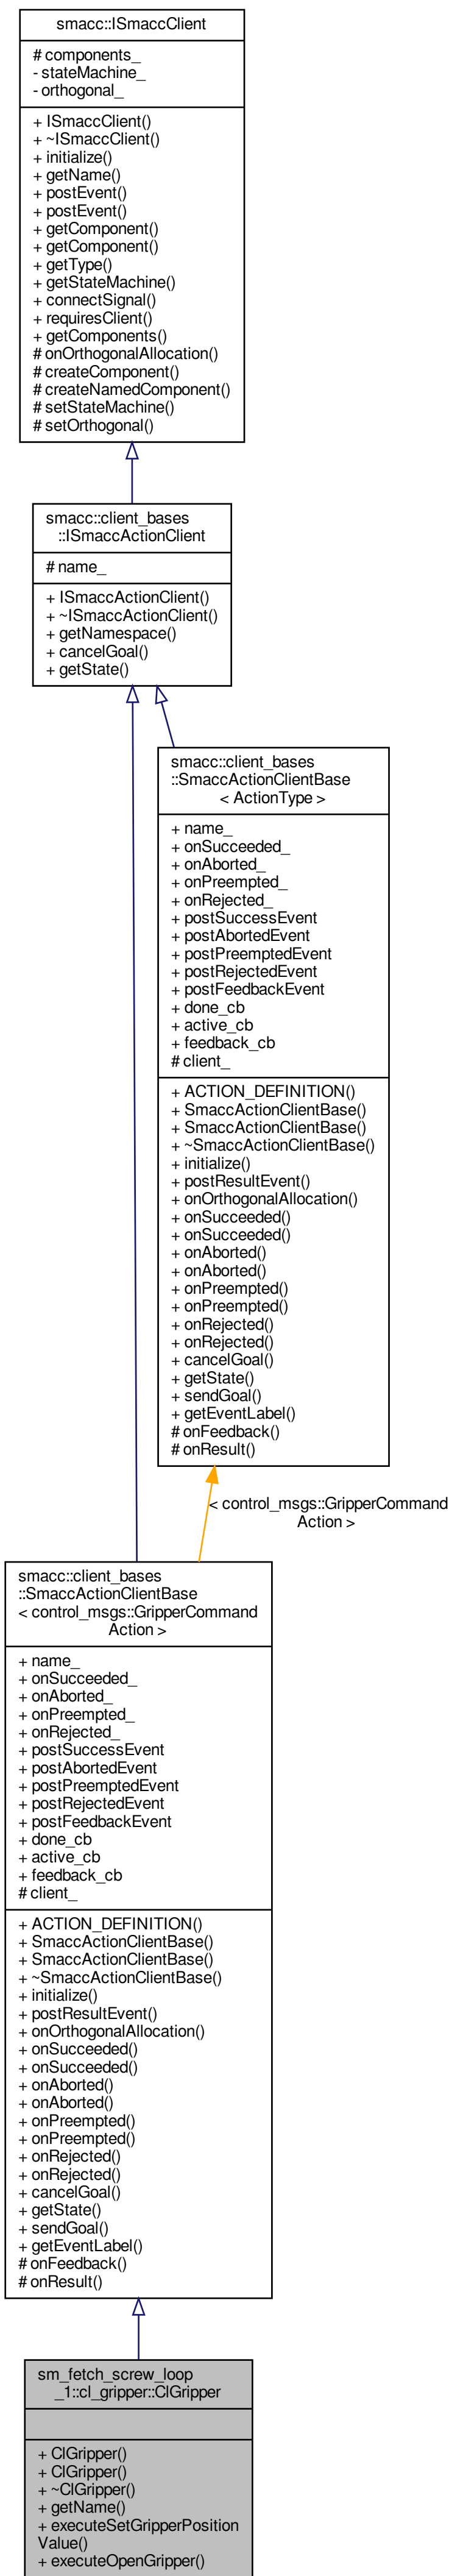 smacc::ISmaccClient
# components_
- stateMachine_
- orthogonal_
+ ISmaccClient()
+ ~ISmaccClient()
+ initialize()
+ getName()
+ postEvent()
+ postEvent()
+ getComponent()
+ getComponent()
+ getType()
+ getStateMachine()
+ connectSignal()
+ requiresClient()
+ getComponents()
# onOrthogonalAllocation()
# createComponent()
# createNamedComponent()
# setStateMachine()
# setOrthogonal()
smacc::client_bases
::ISmaccActionClient
# name_
+ ISmaccActionClient()
+ ~ISmaccActionClient()
+ getNamespace()
+ cancelGoal()
+ getState()
smacc::client_bases
::SmaccActionClientBase
< ActionType >
+ name_
+ onSucceeded_
+ onAborted_
+ onPreempted_
+ onRejected_
+ postSuccessEvent
+ postAbortedEvent
+ postPreemptedEvent
+ postRejectedEvent
+ postFeedbackEvent
+ done_cb
+ active_cb
+ feedback_cb
# client_
+ ACTION_DEFINITION()
+ SmaccActionClientBase()
+ SmaccActionClientBase()
+ ~SmaccActionClientBase()
+ initialize()
+ postResultEvent()
+ onOrthogonalAllocation()
+ onSucceeded()
+ onSucceeded()
+ onAborted()
+ onAborted()
+ onPreempted()
+ onPreempted()
+ onRejected()
+ onRejected()
+ cancelGoal()
+ getState()
+ sendGoal()
+ getEventLabel()
# onFeedback()
# onResult()
< control_msgs::GripperCommand
Action >
smacc::client_bases
::SmaccActionClientBase
< control_msgs::GripperCommand
Action >
+ name_
+ onSucceeded_
+ onAborted_
+ onPreempted_
+ onRejected_
+ postSuccessEvent
+ postAbortedEvent
+ postPreemptedEvent
+ postRejectedEvent
+ postFeedbackEvent
+ done_cb
+ active_cb
+ feedback_cb
# client_
+ ACTION_DEFINITION()
+ SmaccActionClientBase()
+ SmaccActionClientBase()
+ ~SmaccActionClientBase()
+ initialize()
+ postResultEvent()
+ onOrthogonalAllocation()
+ onSucceeded()
+ onSucceeded()
+ onAborted()
+ onAborted()
+ onPreempted()
+ onPreempted()
+ onRejected()
+ onRejected()
+ cancelGoal()
+ getState()
+ sendGoal()
+ getEventLabel()
# onFeedback()
# onResult()
sm_fetch_screw_loop
_1::cl_gripper::ClGripper
+ ClGripper()
+ ClGripper()
+ ~ClGripper()
+ getName()
+ executeSetGripperPosition
Value()
+ executeOpenGripper()